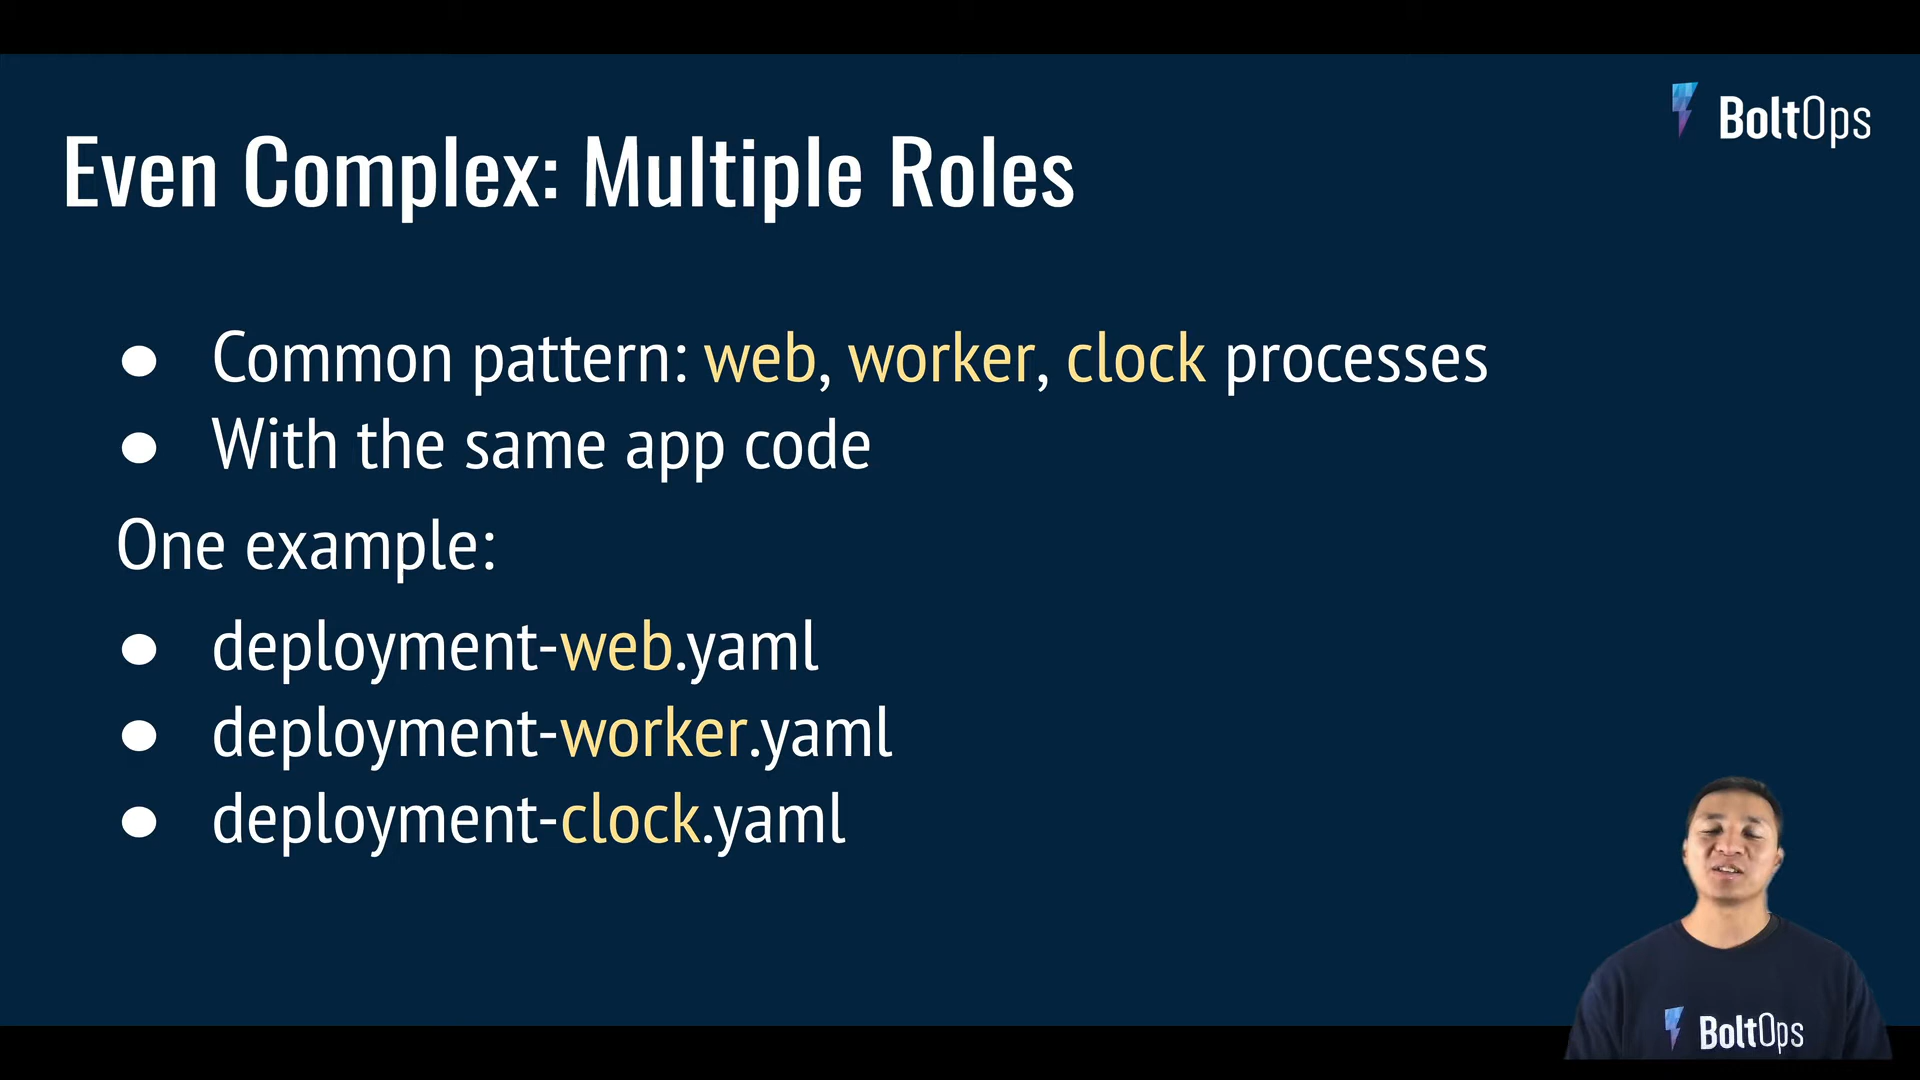 BoltOps
Even Complex: Multiple Roles
● Common pattern: web, worker, clock processes
● With the same app code
One example:
● deployment-web.yaml
● deployment-worker.yaml
● deployment-clock.yaml
BoltOps